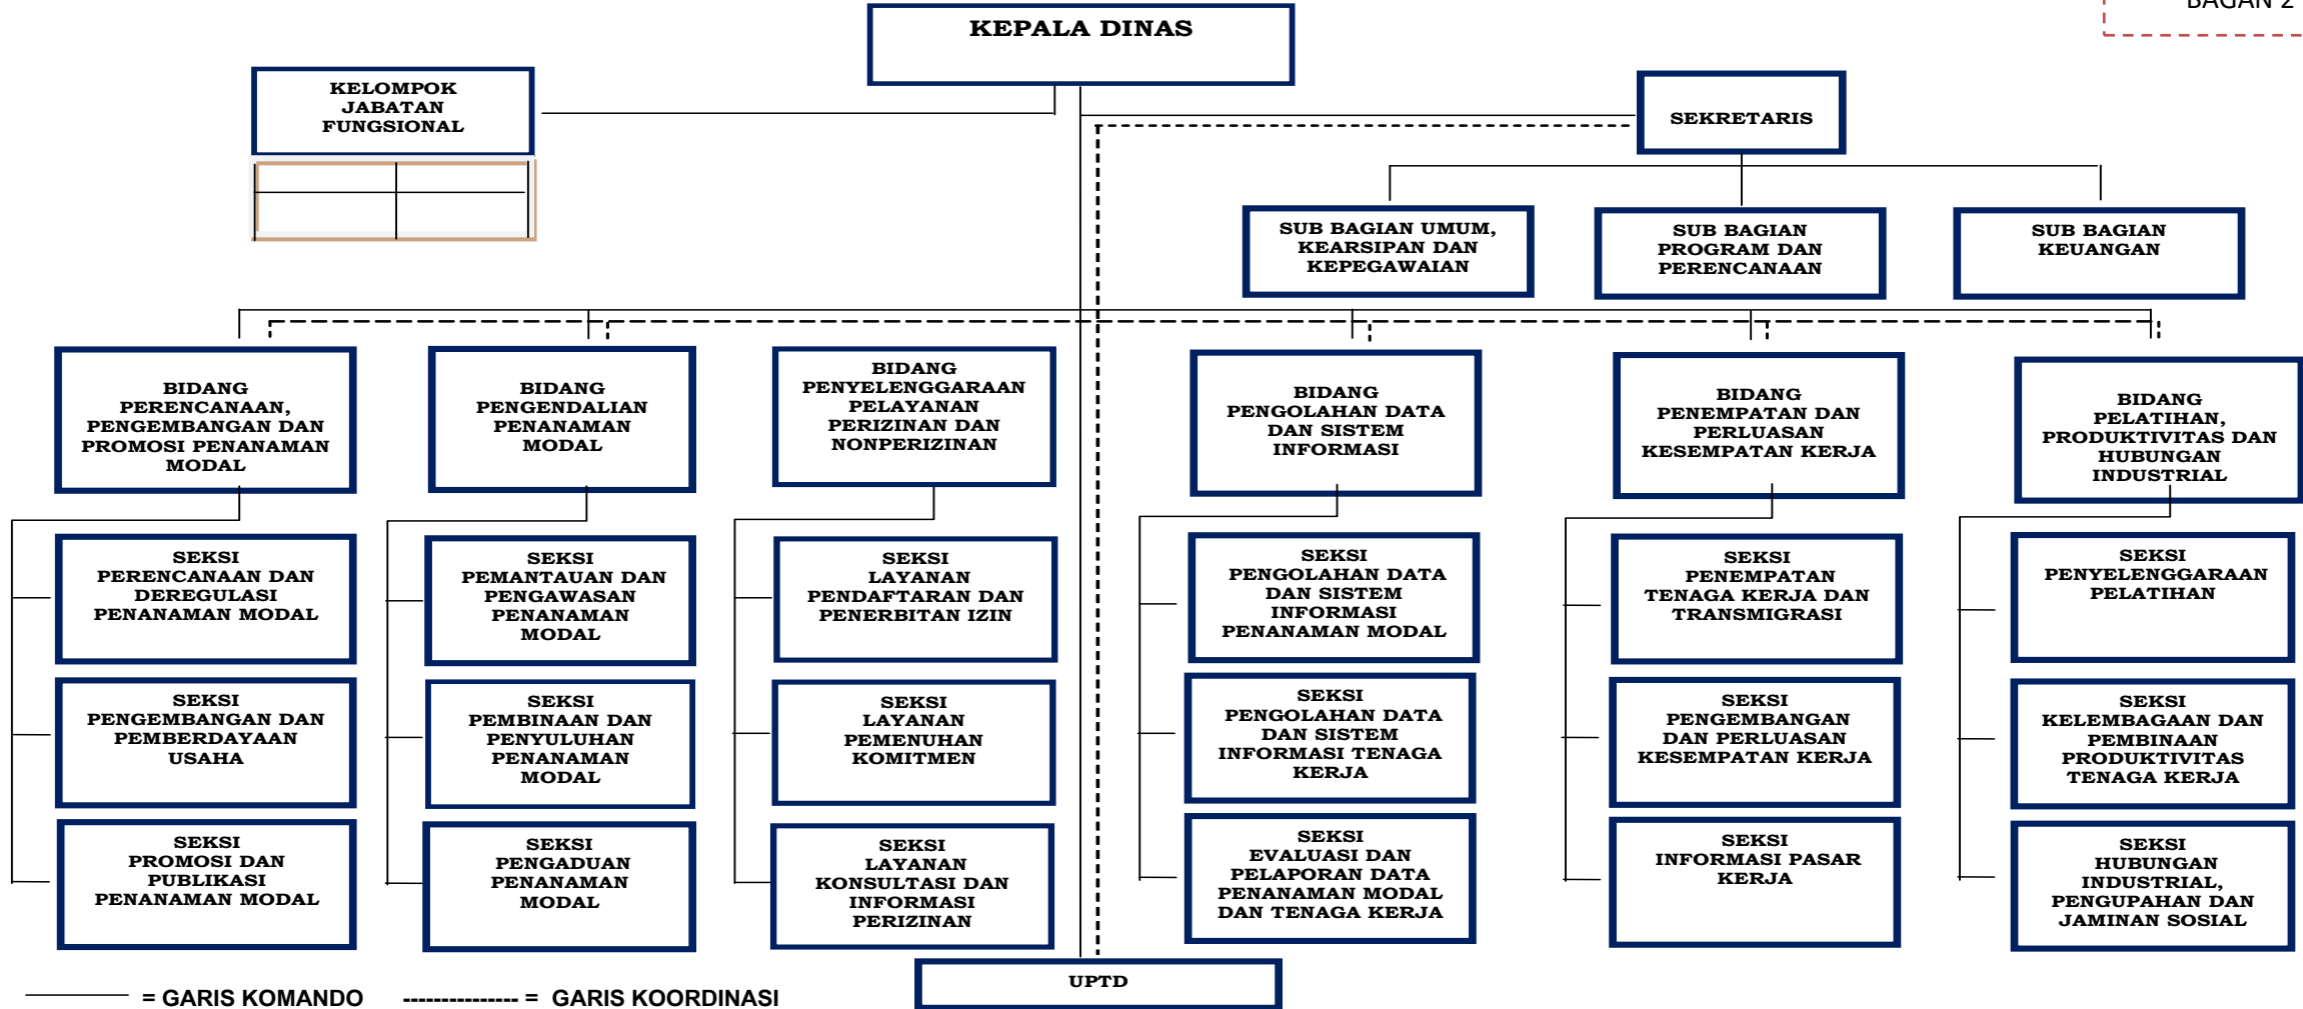 BAGAN 2
KEPALA DINAS
KELOMPOK
JABATAN
FUNGSIONAL
SEKRETARIS
SUB BAGIAN UMUM,
KEARSIPAN DAN
KEPEGAWAIAN
SUB BAGIAN
PROGRAM DAN
PERENCANAAN
SUB BAGIAN
KEUANGAN
BIDANG
PERENCANAAN,
PENGEMBANGAN DAN
PROMOSI PENANAMAN
MODAL
BIDANG
PENGENDALIAN
PENANAMAN
MODAL
BIDANG
PENYELENGGARAAN
PELAYANAN
PERIZINAN DAN
NONPERIZINAN
BIDANG
PENGOLAHAN DATA
DAN SISTEM
INFORMASI
BIDANG
PENEMPATAN DAN
PERLUASAN
KESEMPATAN KERJA
BIDANG
PELATIHAN,
PRODUKTIVITAS DAN
HUBUNGAN
INDUSTRIAL
SEKSI
PERENCANAAN DAN
DEREGULASI
PENANAMAN MODAL
SEKSI
PEMANTAUAN DAN
PENGAWASAN
PENANAMAN
MODAL
SEKSI
LAYANAN
PENDAFTARAN DAN
PENERBITAN IZIN
SEKSI
PENGOLAHAN DATA
DAN SISTEM
INFORMASI
PENANAMAN MODAL
SEKSI
PENEMPATAN
TENAGA KERJA DAN
TRANSMIGRASI
SEKSI
PENYELENGGARAAN
PELATIHAN
SEKSI
PENGEMBANGAN DAN
PEMBERDAYAAN
USAHA
SEKSI
PEMBINAAN DAN
PENYULUHAN
PENANAMAN
MODAL
SEKSI
LAYANAN
PEMENUHAN
KOMITMEN
SEKSI
PENGOLAHAN DATA
DAN SISTEM
INFORMASI TENAGA
KERJA
SEKSI
PENGEMBANGAN
DAN PERLUASAN
KESEMPATAN KERJA
SEKSI
KELEMBAGAAN DAN
PEMBINAAN
PRODUKTIVITAS
TENAGA KERJA
SEKSI
PROMOSI DAN
PUBLIKASI
PENANAMAN MODAL
SEKSI
PENGADUAN
PENANAMAN
MODAL
SEKSI
LAYANAN
KONSULTASI DAN
INFORMASI
PERIZINAN
SEKSI
EVALUASI DAN
PELAPORAN DATA
PENANAMAN MODAL
DAN TENAGA KERJA
SEKSI
INFORMASI PASAR
KERJA
SEKSI
HUBUNGAN
INDUSTRIAL,
PENGUPAHAN DAN
JAMINAN SOSIAL
UPTD
= GARIS KOMANDO
--------------- = GARIS KOORDINASI